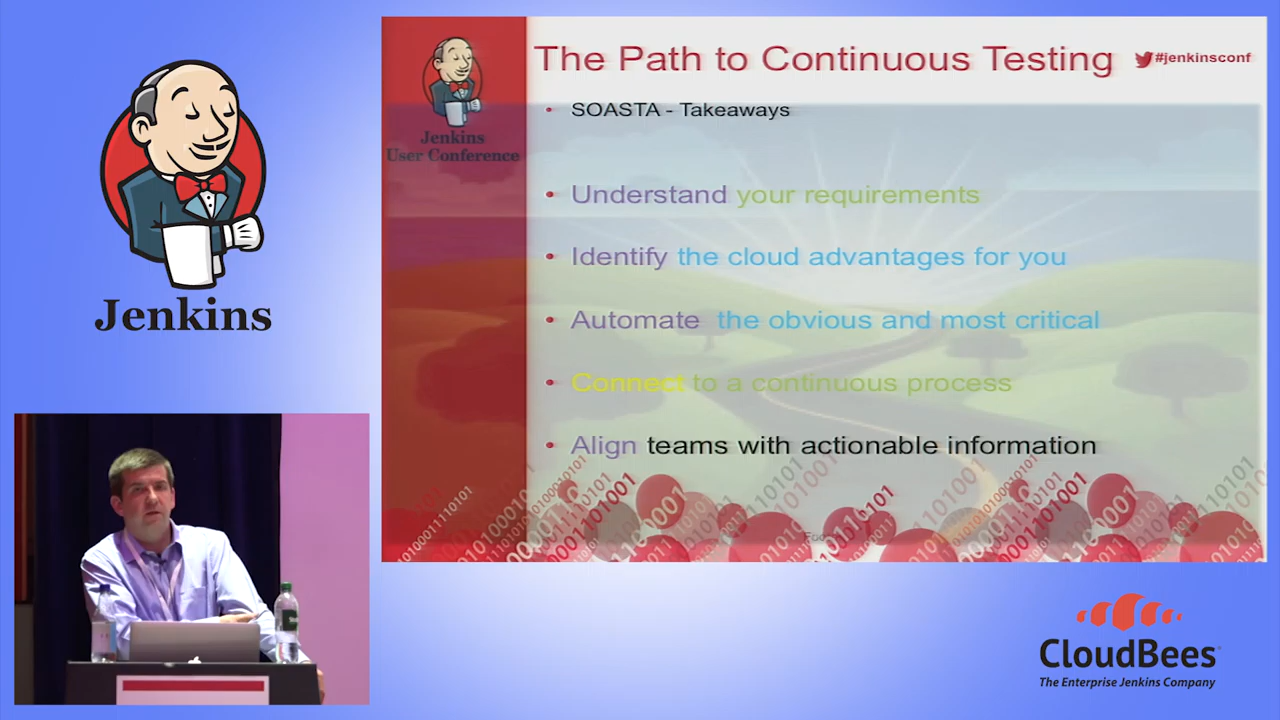 The Path to Continuous Testing
#jenkinsconf
SOASTA - Takeaways
Jenkins
User Conference
Understand your requirements
Identify the cloud advantages for you
Automate the obvious and most critical
Connect to a continuous process
Align teams with actionable information
Jenkins
CloudBees
The Enterprise Jenkins Company